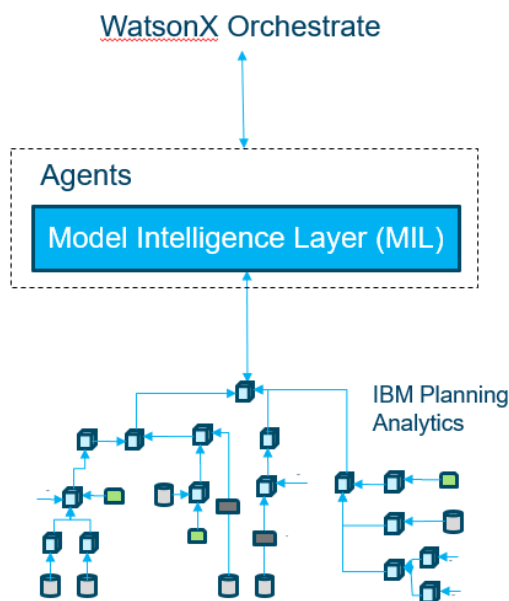 WatsonX Orchestrate
Agents
Model Intelligence Layer (MIL)
IBM Planning
Analytics